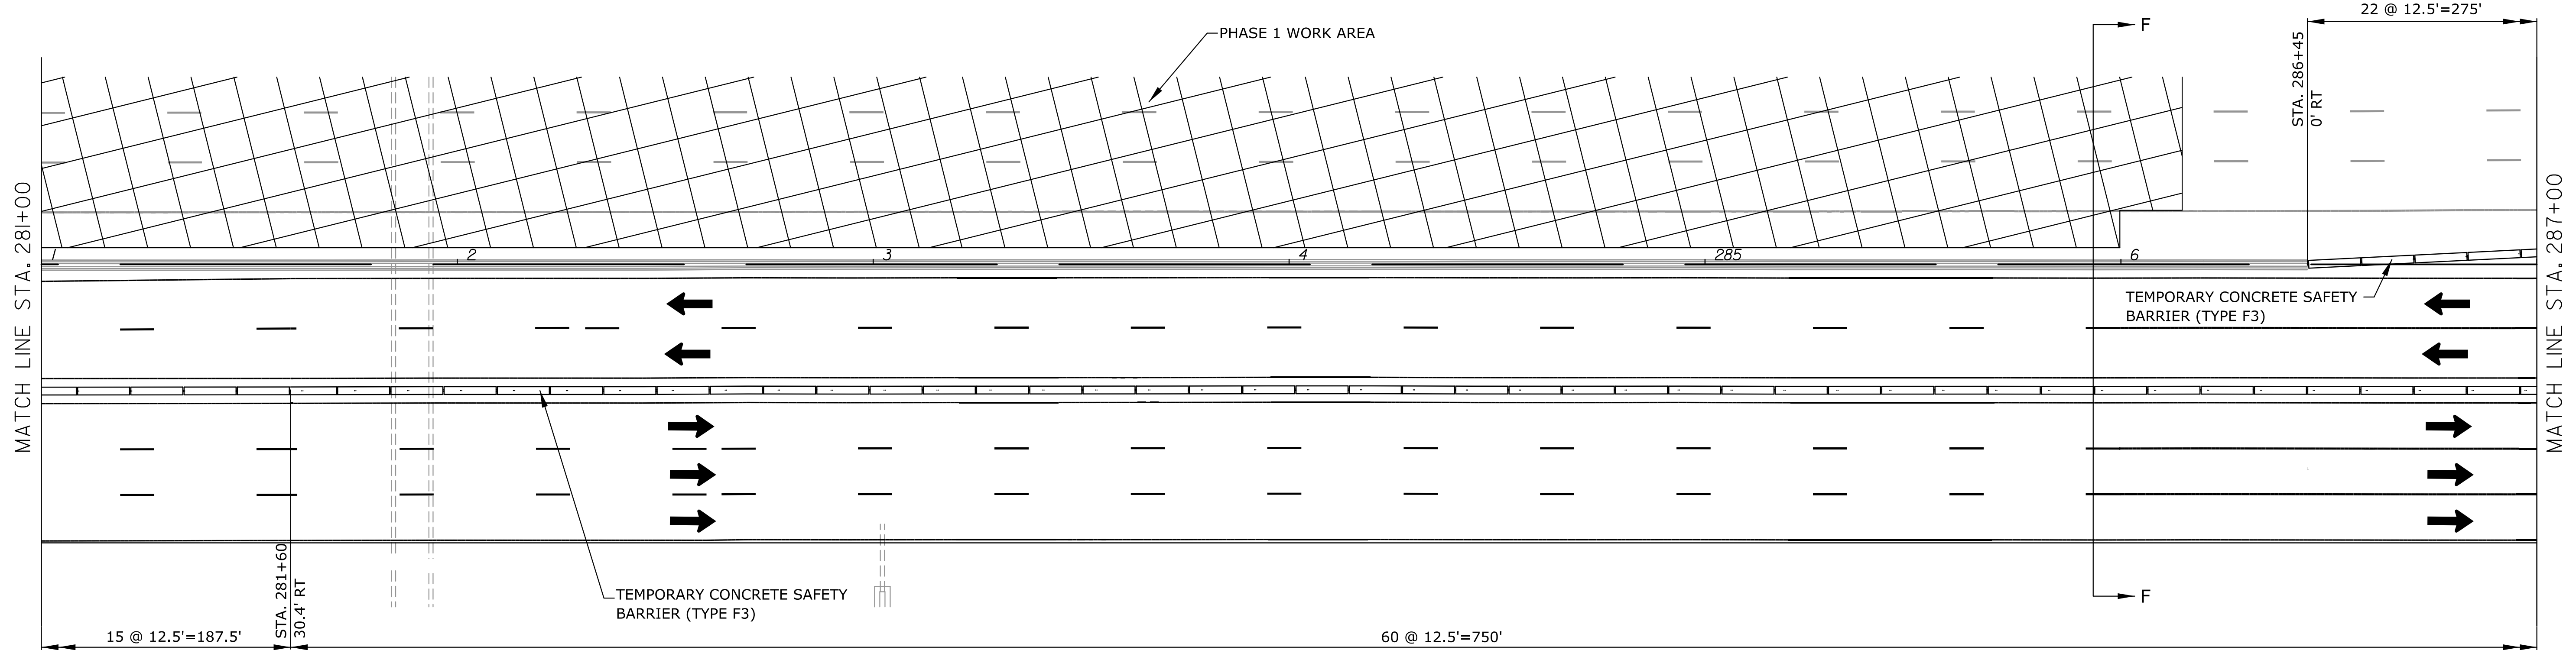 22 @ 12.5'=275'
F
PHASE 1 WORK AREA
STA. 286+45
0' RT
MATCH LINE STA. 281+00
MATCH LINE STA. 287+00
1
2
3
4
285
6
TEMPORARY CONCRETE SAFETY
BARRIER (TYPE F3)
STA. 281+60
30.4' RT
TEMPORARY CONCRETE SAFETY
BARRIER (TYPE F3)
F
15 @ 12.5'=187.5'
60 @ 12.5'=750'